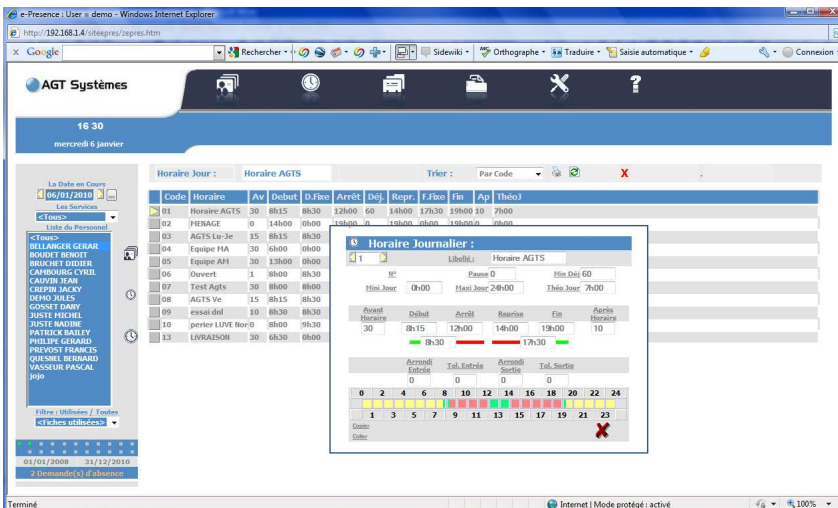 e-Presence : User = demo - Windows Internet Explorer
http://192.168.1.4/siteepres/zepres.htm
x Google Rechercher Sidewiki Orthographe Traduire Saisie automatique Connexion
AGT Systèmes ?
16 30
mercredi 6 janvier
Horaire Jour : Horaire AGTS Trier : Par Code X
La Date en Cours
06/01/2010 ...
Les Services
<Tous>
Liste du Personnel
<Tous>
BELLANGER GERAR
BOUDET BENOIT
BRUCHET DIDIER
CAMBOURG CYRIL
CAUVIN JEAN
CREPIN JACKY
DEMO JULES
GOSSET DANY
JUSTE MICHEL
JUSTE NADINE
PATRICK BAILEY
PHILIPE GERARD
PREVOST FRANCIS
QUESNEL BERNARD
VASSEUR PASCAL
jojo
Filtre : Utilisées / Toutes
<Fiches utilisées>
01/01/2008 31/12/2010
2 Demande(s) d'absence
Code Horaire Av Debut D.Fixe Arrêt Déj. Repr. F.Fixe Fin Ap ThéoJ
01 Horaire AGTS 30 8h15 8h30 12h00 60 14h00 17h30 19h00 10 7h00
02 MENAGE 0 14h00 0h00 19h00 0 0h00 0h00 19h00 0 0h00
03 AGTS Lu-Je 15 8h15 8h30
04 Equipe MA 30 6h00 0h00
05 Equipe AM 30 13h00 0h00
06 Ouvert 1 8h00 8h30
07 Test Agts 30 8h00 0h00
08 AGTS Ve 15 8h15 8h30
09 essai dnl 10 8h30 8h30
10 perier LUVE Nor 0 8h00 9h30
13 LIVRAISON 30 6h30 0h00
Horaire Journalier :
1 Libellé : Horaire AGTS
N° Pause 0 Min Déj 60
Mini Jour 0h00 Maxi Jour 24h00 Théo Jour 7h00
Avant Horaire Début Arrêt Reprise Fin Après Horaire
30 8h15 12h00 14h00 19h00 10
8h30 17h30
Arrondi Entrée Tol. Entrée Arrondi Sortie Tol. Sortie
0 0 0 0
0 2 4 6 8 10 12 14 16 18 20 22 24
1 3 5 7 9 11 13 15 17 19 21 23
Copier
Coller
Terminé Internet | Mode protégé : activé 100%